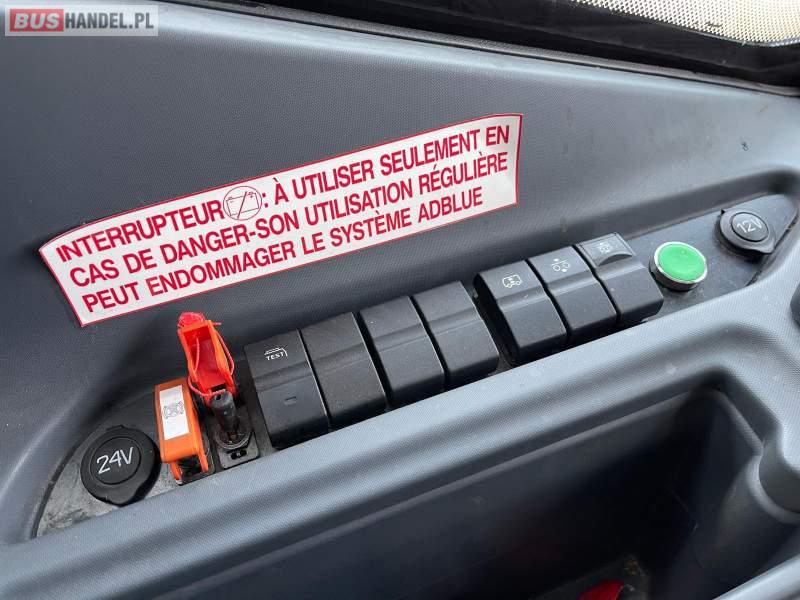 BUSHANDEL.PL
INTERRUPTEUR : À UTILISER SEULEMENT EN
CAS DE DANGER-SON UTILISATION RÉGULIÈRE
PEUT ENDOMMAGER LE SYSTÈME ADBLUE
12V
TEST
24V